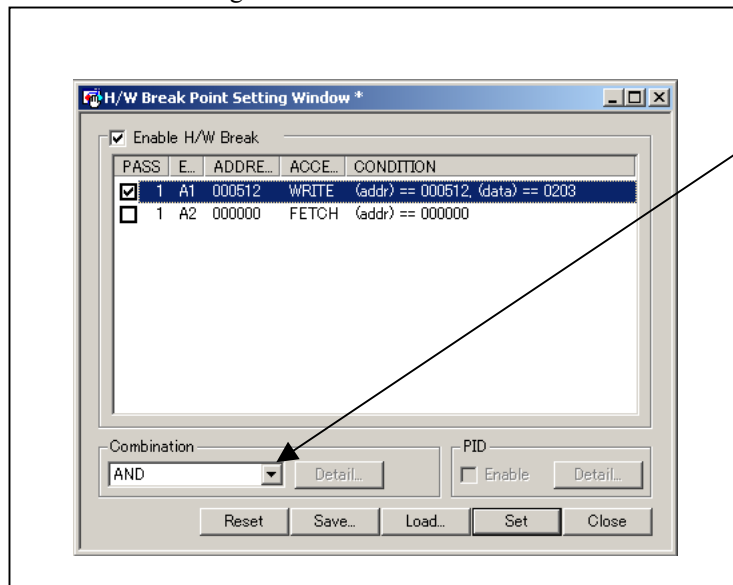 H/W Break Point Setting Window *
Enable H/W Break
PASS E... ADDRE... ACCE... CONDITION
1 A1 000512 WRITE (addr) == 000512, (data) == 0203
1 A2 000000 FETCH (addr) == 000000
Combination PID
AND Detail... Enable Detail...
Reset Save... Load... Set Close